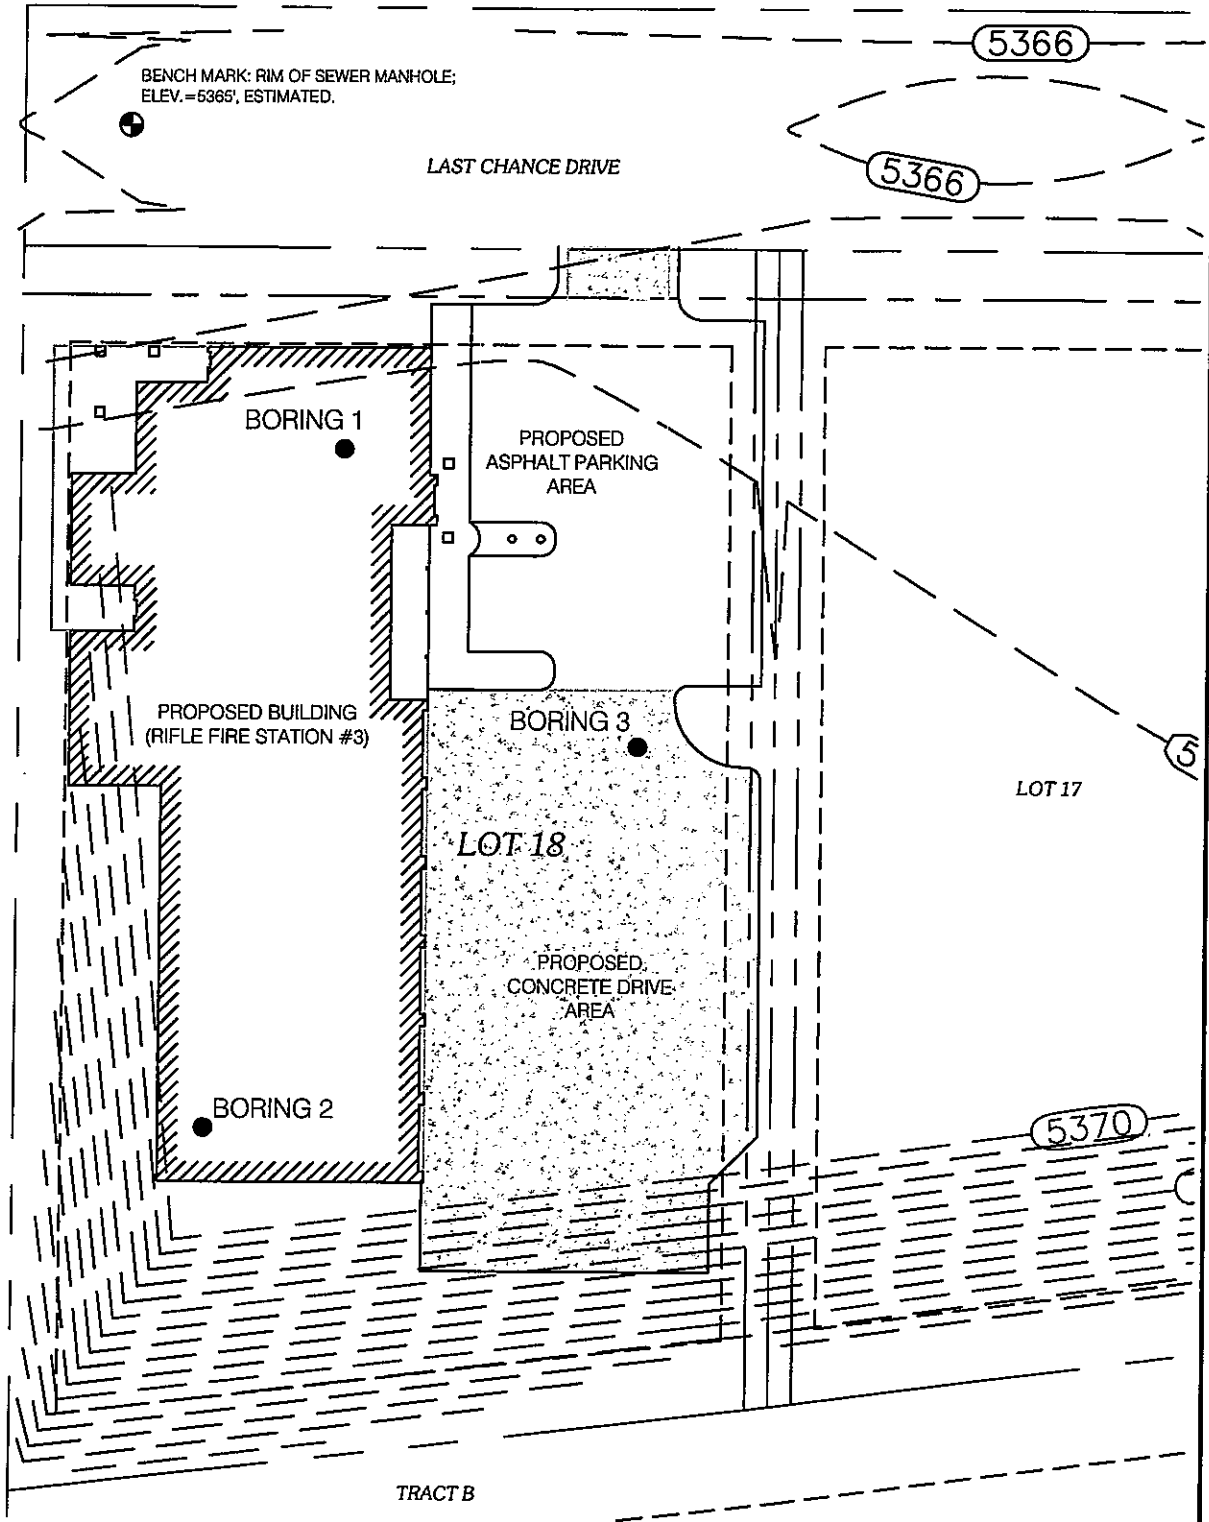 5366
BENCH MARK: RIM OF SEWER MANHOLE;
ELEV.=5365', ESTIMATED.
LAST CHANCE DRIVE
5366
BORING 1
PROPOSED
ASPHALT PARKING
AREA
PROPOSED BUILDING
(RIFLE FIRE STATION #3)
BORING 3
5
LOT 17
LOT 18
PROPOSED
CONCRETE DRIVE
AREA
BORING 2
5370
TRACT B